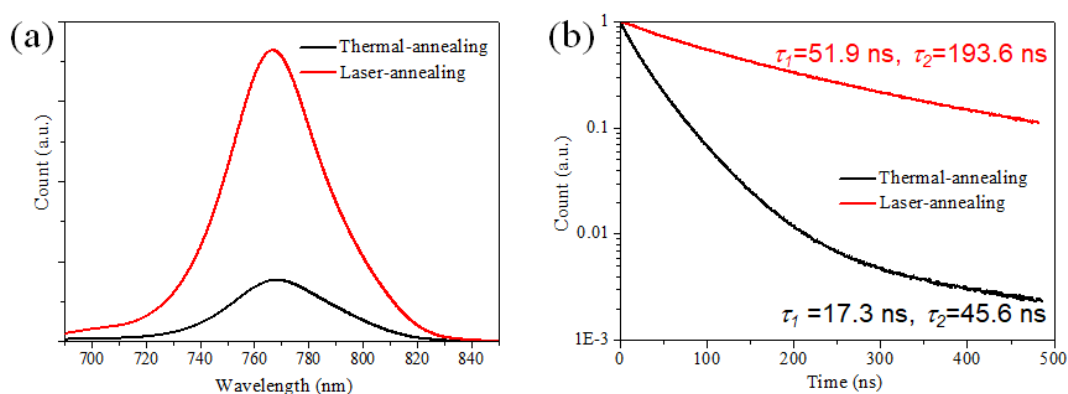 (a)
Thermal-annealing
Laser-annealing
Count (a.u.)
700 720 740 760 780 800 820 840
Wavelength (nm)
(b)
τ1=51.9 ns, τ2=193.6 ns
1
0.1
0.01
1E-3
Count (a.u.)
Thermal-annealing
Laser-annealing
τ1 =17.3 ns, τ2=45.6 ns
0 100 200 300 400 500
Time (ns)